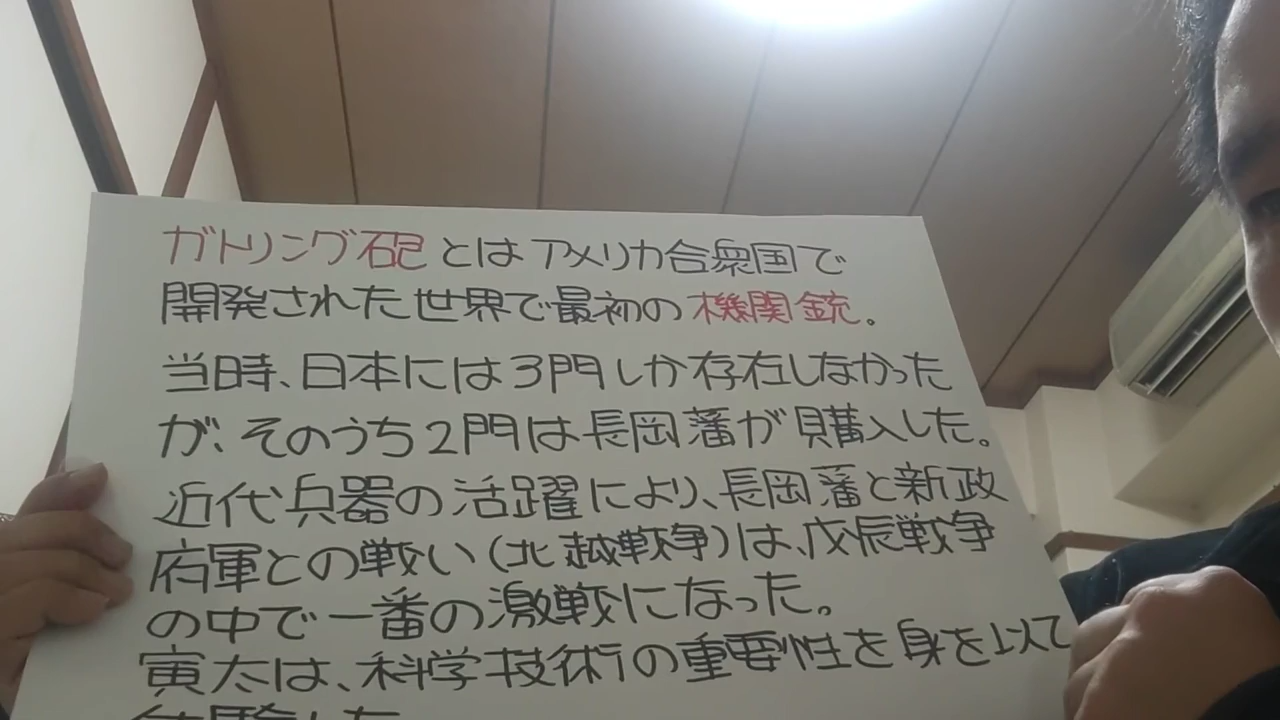 ガトリング砲とはアメリカ合衆国で
開発された世界で最初の機関銃。
当時、日本には3門しか存在しなかった
が、そのうち2門は長岡藩が購入した。
近代兵器の活躍により、長岡藩と新政
府軍との戦い(北越戦争)は、戊辰戦争
の中で一番の激戦になった。
寅太は、科学技術の重要性を身を以て